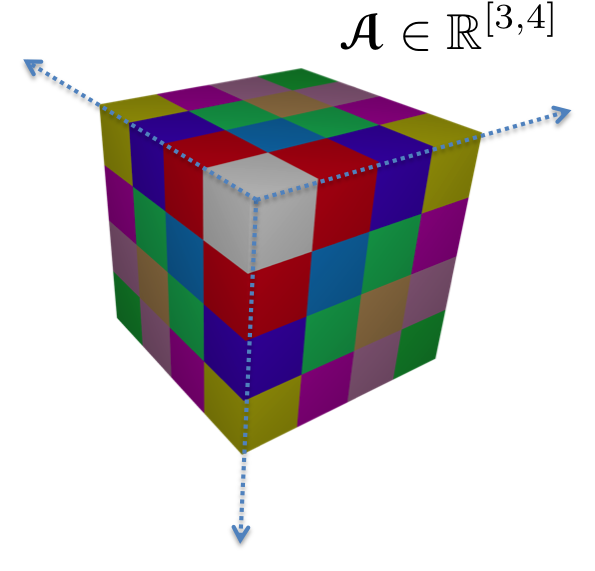 𝓐 ∈ ℝ^[3,4]